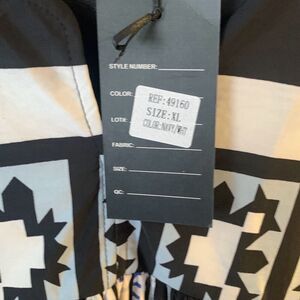 STYLE NUMBER:
COLOR:
REF:49160
SIZE:XL
LOT#:
COLOR:NAVY/WHT
FABRIC:
SIZE:
QC: